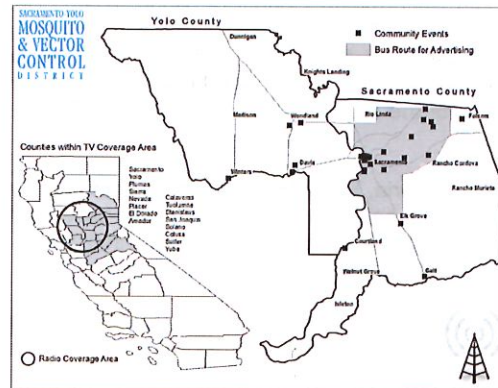 SACRAMENTO YOLO
MOSQUITO
& VECTOR
CONTROL
DISTRICT
Yolo County
Community Events
Bus Route for Advertising
Dunnigan
Knights Landing
Sacramento County
Madison
Woodland
Rio Linda
Folsom
Counties within TV Coverage Area
Davis
Sacramento
Rancho Cordova
Winters
Rancho Murieta
Sacramento
Yolo
Plumas
Sierra
Nevada
Placer
El Dorado
Amador
Calaveras
Tuolumne
Stanislaus
San Joaquin
Solano
Colusa
Sutter
Yuba
Elk Grove
Courtland
Walnut Grove
Galt
Isleton
Radio Coverage Area